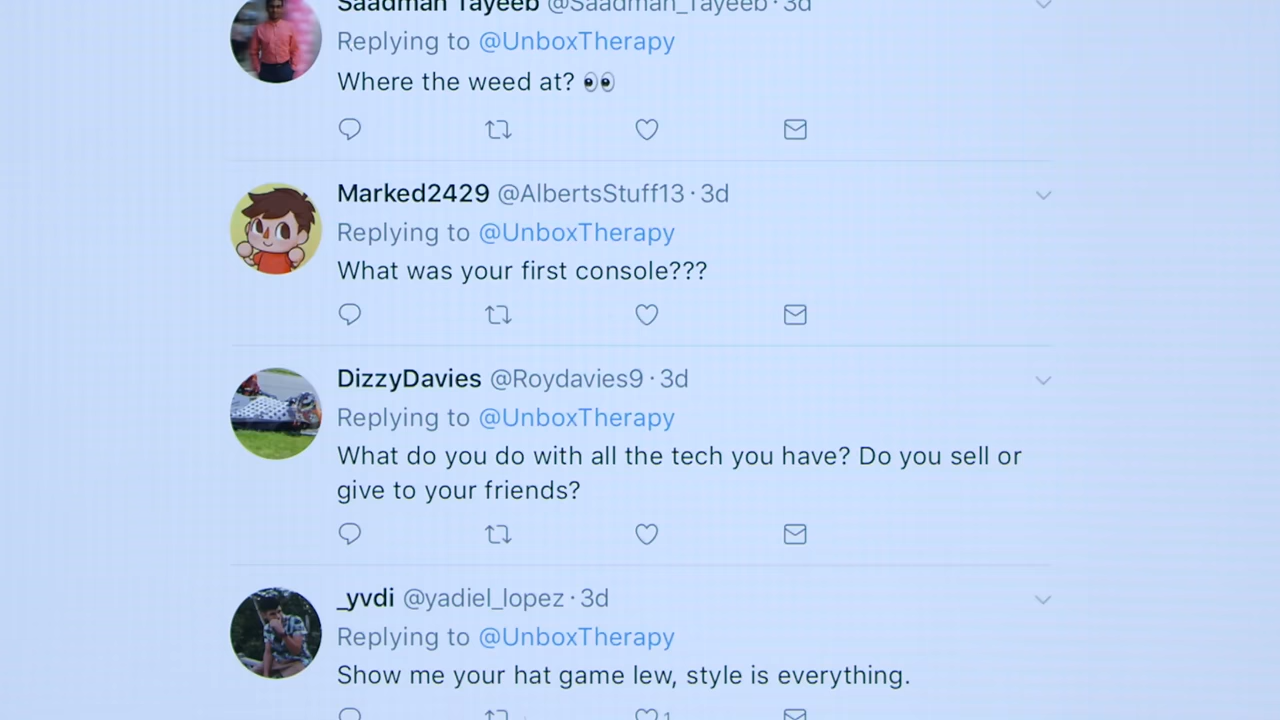 Saadman Tayeeb @Saadman_Tayeeb · 3d
Replying to @UnboxTherapy
Where the weed at? 👀
Marked2429 @AlbertsStuff13 · 3d
Replying to @UnboxTherapy
What was your first console???
DizzyDavies @Roydavies9 · 3d
Replying to @UnboxTherapy
What do you do with all the tech you have? Do you sell or
give to your friends?
_yvdi @yadiel_lopez · 3d
Replying to @UnboxTherapy
Show me your hat game lew, style is everything.
1